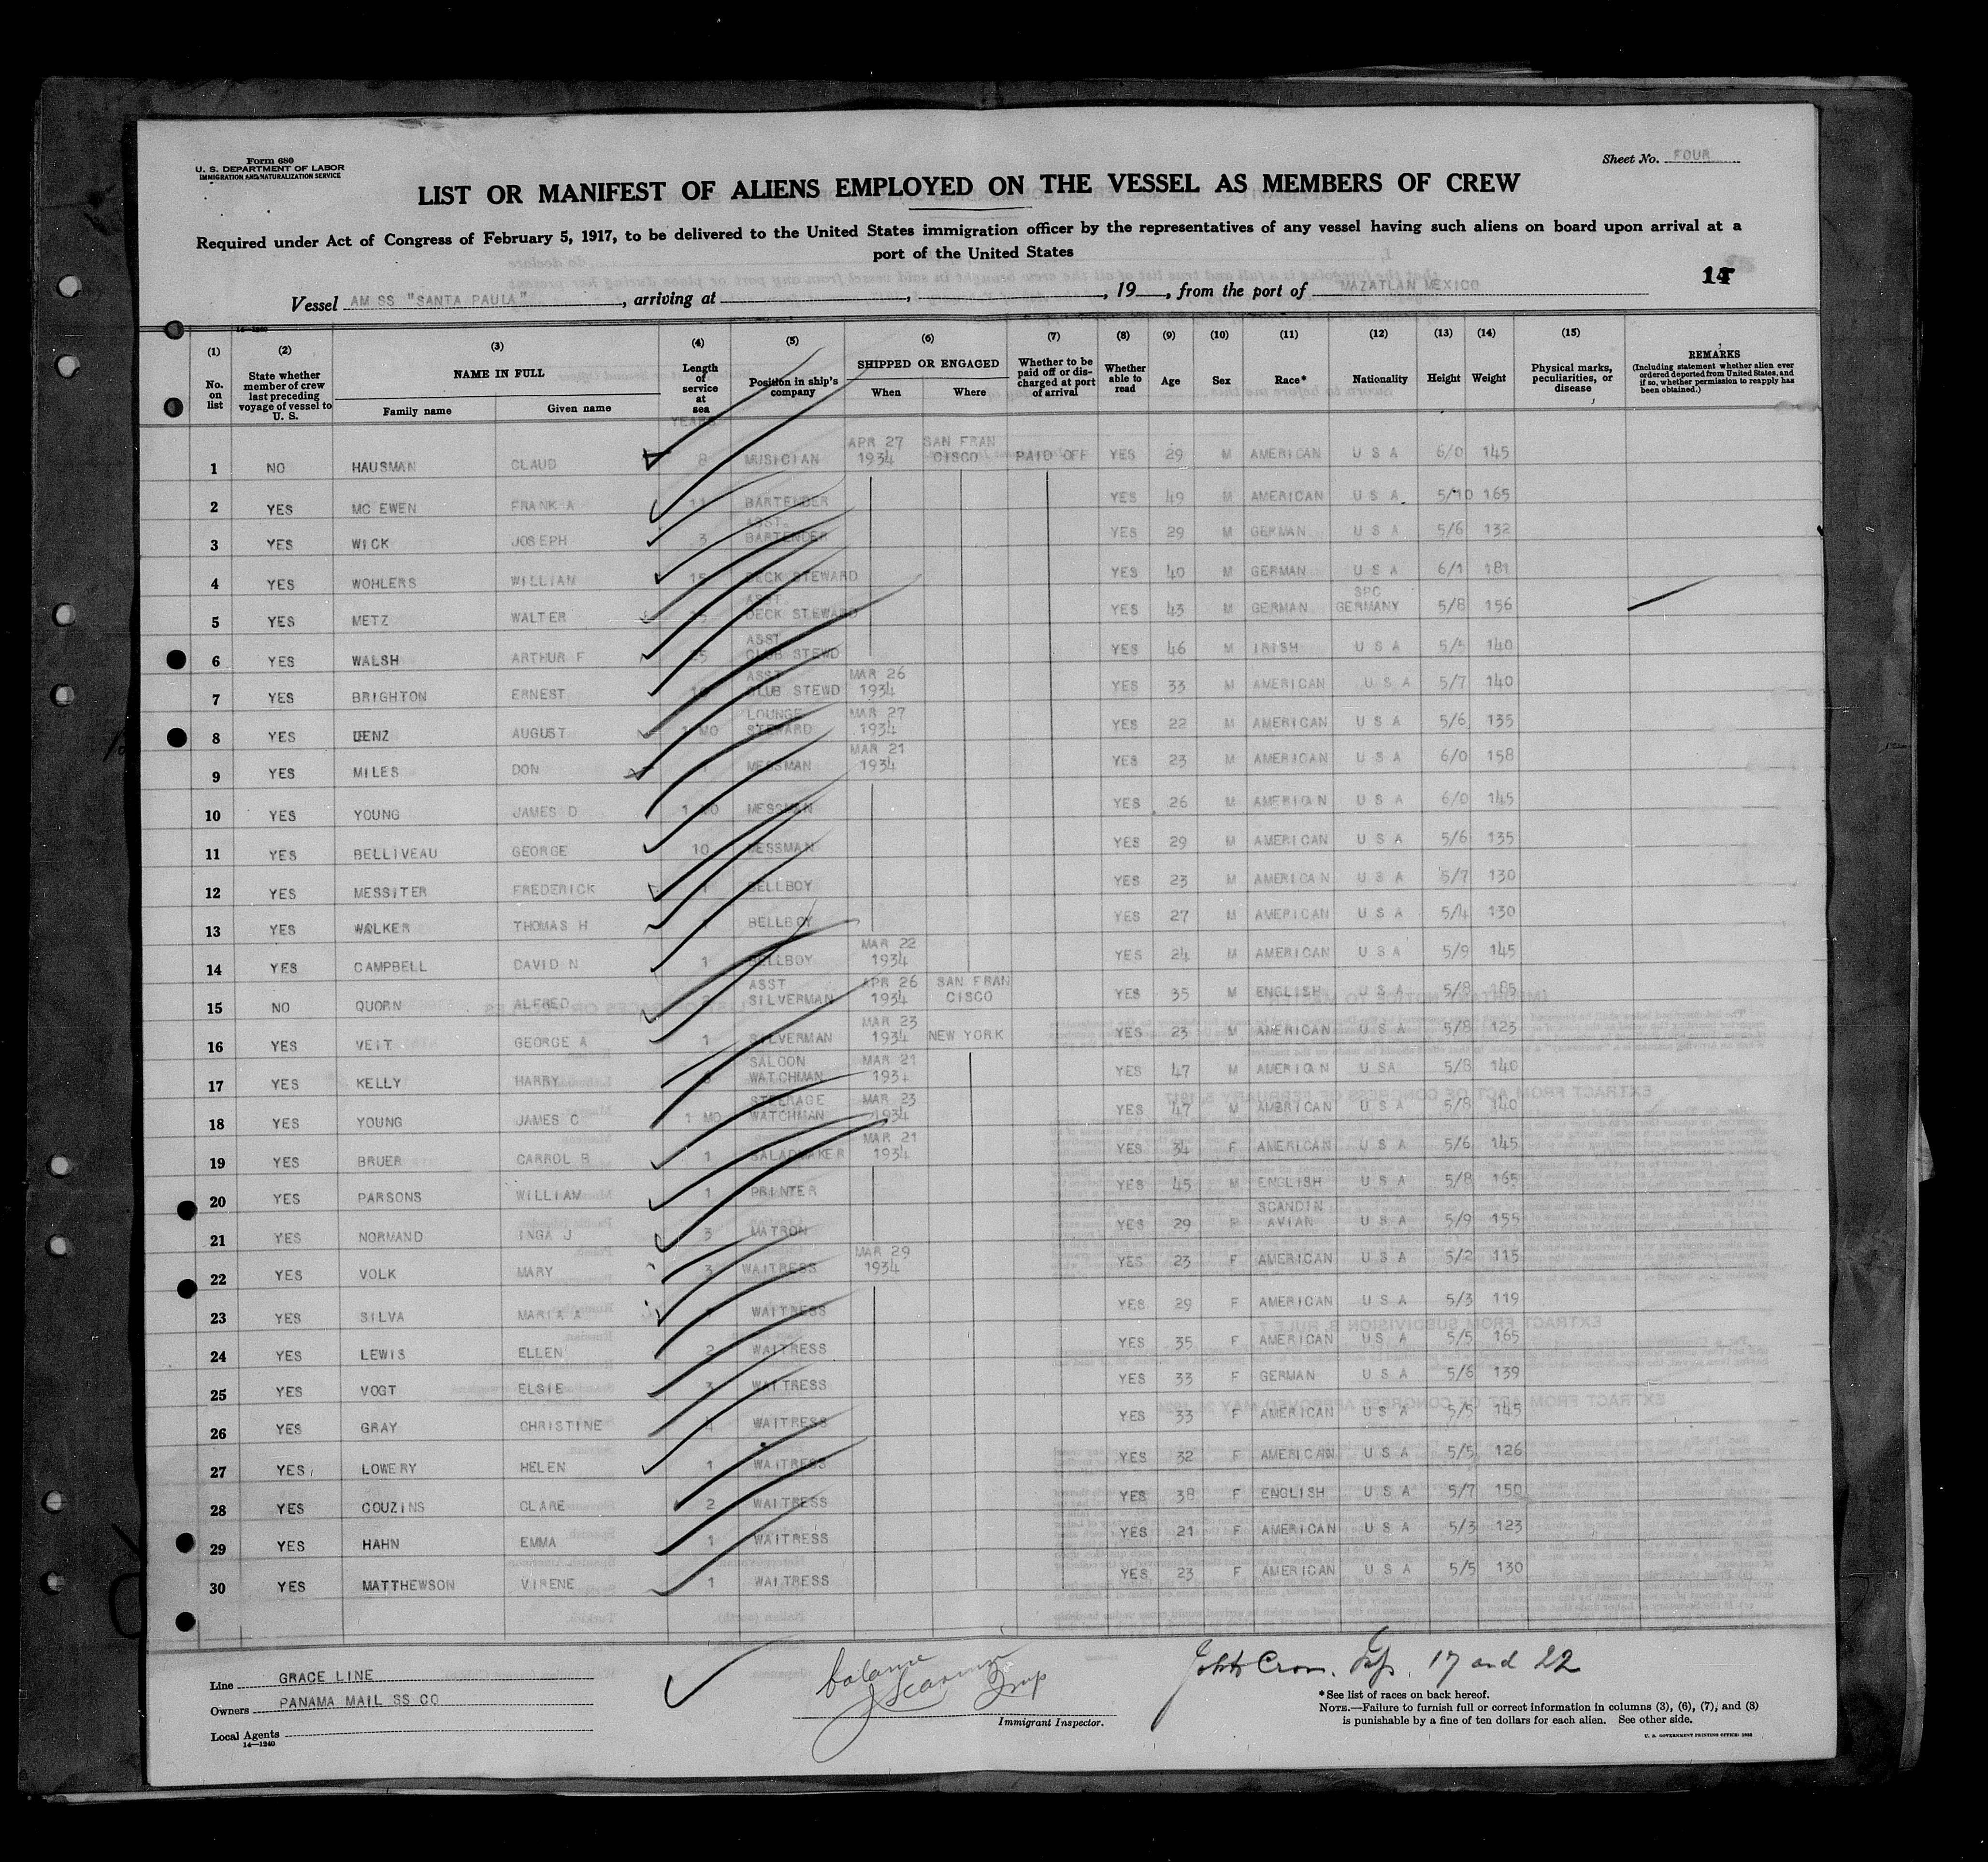 Form 680
U. S. DEPARTMENT OF LABOR
IMMIGRATION AND NATURALIZATION SERVICE
Sheet No. FOUR
LIST OR MANIFEST OF ALIENS EMPLOYED ON THE VESSEL AS MEMBERS OF CREW
Required under Act of Congress of February 5, 1917, to be delivered to the United States immigration officer by the representatives of any vessel having such aliens on board upon arrival at a
port of the United States
14
Vessel AM SS "SANTA PAULA", arriving at , , 19 , from the port of MAZATLAN MEXICO
14—1240
(1) No. on list
(2) State whether member of crew last preceding voyage of vessel to U. S.
(3) NAME IN FULL Family name Given name
(4) Length of service at sea YEARS
(5) Position in ship's company
(6) SHIPPED OR ENGAGED When Where
(7) Whether to be paid off or discharged at port of arrival
(8) Whether able to read
(9) Age
(10) Sex
(11) Race*
(12) Nationality
(13) Height
(14) Weight
(15) Physical marks, peculiarities, or disease
REMARKS (Including statement whether alien ever ordered deported from United States, and if so, whether permission to reapply has been obtained.)
1 NO HAUSMAN CLAUD 8 MUSICIAN APR 27 1934 SAN FRAN CISCO PAID OFF YES 29 M AMERICAN U S A 6/0 145
2 YES MC EWEN FRANK A 11 BARTENDER YES 49 M AMERICAN U S A 5/10 165
3 YES WICK JOSEPH 3 ASST. BARTENDER YES 29 M GERMAN U S A 5/6 132
4 YES WOHLERS WILLIAM 15 DECK STEWARD YES 40 M GERMAN U S A 6/1 181
5 YES METZ WALTER ASST. DECK STEWARD YES 43 M GERMAN SPC GERMANY 5/8 156
6 YES WALSH ARTHUR F 25 ASST CLUB STEWD YES 46 M IRISH U S A 5/5 140
7 YES BRIGHTON ERNEST ASST CLUB STEWD MAR 26 1934 YES 33 M AMERICAN U S A 5/7 140
8 YES AUGUST 1 MO LOUNGE STEWARD MAR 27 1934 YES 22 M AMERICAN U S A 5/6 135
9 YES MILES DON MESSMAN MAR 21 1934 YES 23 M AMERICAN U S A 6/0 158
10 YES YOUNG JAMES D 1 MO MESSMAN YES 26 M AMERICAN U S A 6/0 145
11 YES BELLIVEAU GEORGE 10 MESSMAN YES 29 M AMERICAN U S A 5/6 135
12 YES MESSITER FREDERICK 1 BELLBOY YES 23 M AMERICAN U S A 5/7 130
13 YES WALKER THOMAS H BELLBOY YES 27 M AMERICAN U S A 5/4 130
14 YES CAMPBELL DAVID N 1 BELLBOY MAR 22 1934 YES 24 M AMERICAN U S A 5/9 145
15 NO QUORN ALFRED ASST SILVERMAN APR 26 1934 SAN FRAN CISCO YES 35 M ENGLISH U S A 5/8 185
16 YES VEIT GEORGE A 1 SILVERMAN MAR 23 1934 NEW YORK YES 23 M AMERICAN U S A 5/8 123
17 YES KELLY HARRY SALOON WATCHMAN MAR 21 1934 YES 47 M AMERICAN U SA 5/8 140
18 YES YOUNG JAMES C 1 MO STEERAGE WATCHMAN MAR 23 1934 YES 47 M AMERICAN U S A 5/8 140
19 YES BRUER CARROL B 1 SALADMAKER MAR 21 1934 YES 34 F AMERICAN U S A 5/6 145
20 YES PARSONS WILLIAM 1 PRINTER YES 45 M ENGLISH U S A 5/8 165
21 YES NORMAND INGA J 3 MATRON YES 29 F SCANDIN AVIAN U S A 5/9 155
22 YES VOLK MARY 3 WAITRESS MAR 29 1934 YES 23 F AMERICAN U S A 5/2 115
23 YES SILVA MARIA A WAITRESS YES 29 F AMERICAN U S A 5/3 119
24 YES LEWIS ELLEN 2 WAITRESS YES 35 F AMERICAN U S A 5/5 165
25 YES VOGT ELSIE 3 WAITRESS YES 33 F GERMAN U S A 5/6 139
26 YES GRAY CHRISTINE 4 WAITRESS YES 33 F AMERICAN U S A 5/5 145
27 YES LOWERY HELEN 1 WAITRESS YES 32 F AMERICAN U S A 5/5 126
28 YES COUZINS CLARE 2 WAITRESS YES 38 F ENGLISH U S A 5/7 150
29 YES HAHN EMMA 1 WAITRESS YES 21 F AMERICAN U S A 5/3 123
30 YES MATTHEWSON VIRENE 1 WAITRESS YES 23 F AMERICAN U S A 5/5 130
Line GRACE LINE
Owners PANAMA MAIL SS CO
Local Agents
14—1240
balance
Immigrant Inspector.
17 and 22
*See list of races on back hereof.
NOTE.—Failure to furnish full or correct information in columns (3), (6), (7), and (8)
is punishable by a fine of ten dollars for each alien. See other side.